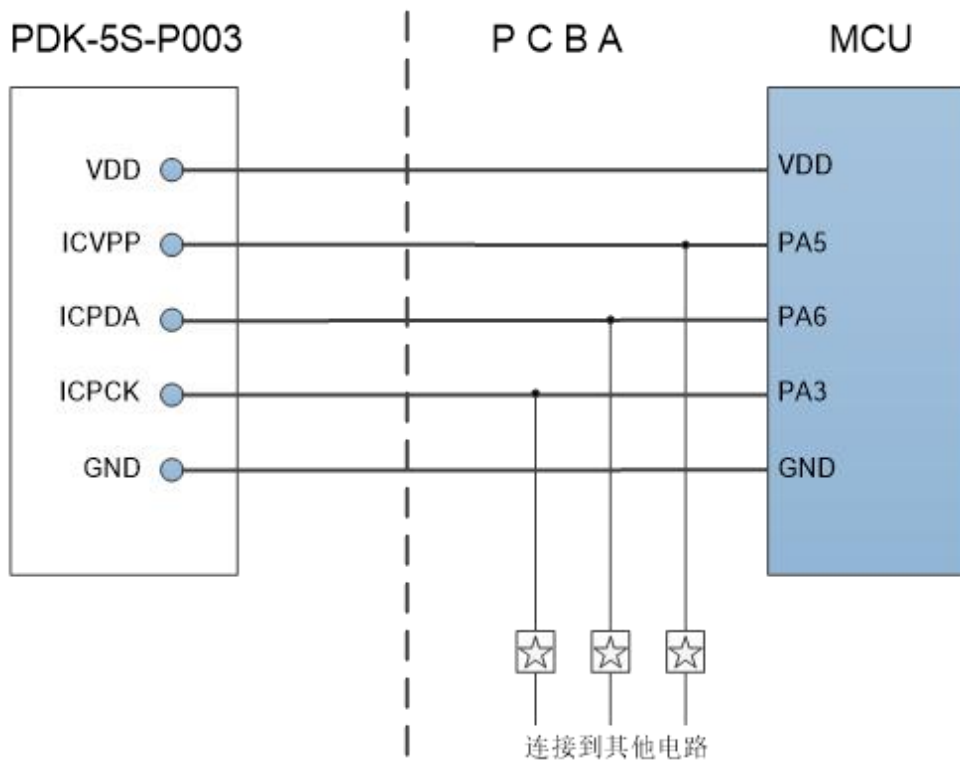 PDK-5S-P003 P C B A MCU
VDD VDD
ICVPP PA5
ICPDA PA6
ICPCK PA3
GND GND
连接到其他电路